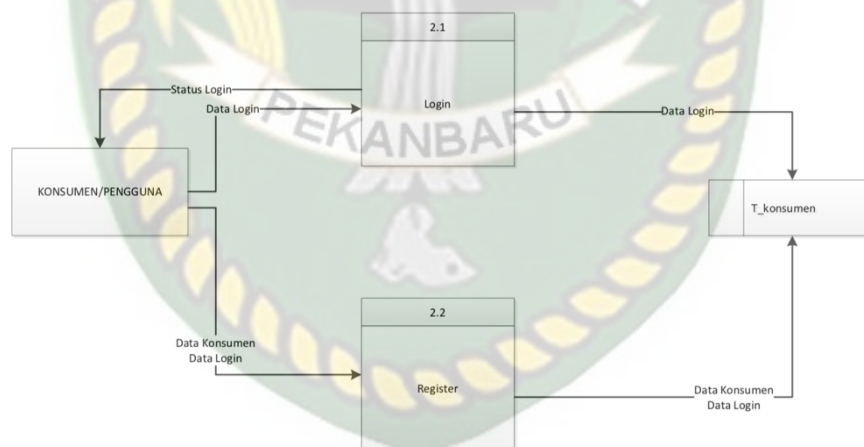 2.1
Status Login
Data Login
Login
Data Login
PEKANBARU
KONSUMEN/PENGGUNA
T_konsumen
2.2
Data Konsumen
Data Login
Register
Data Konsumen
Data Login